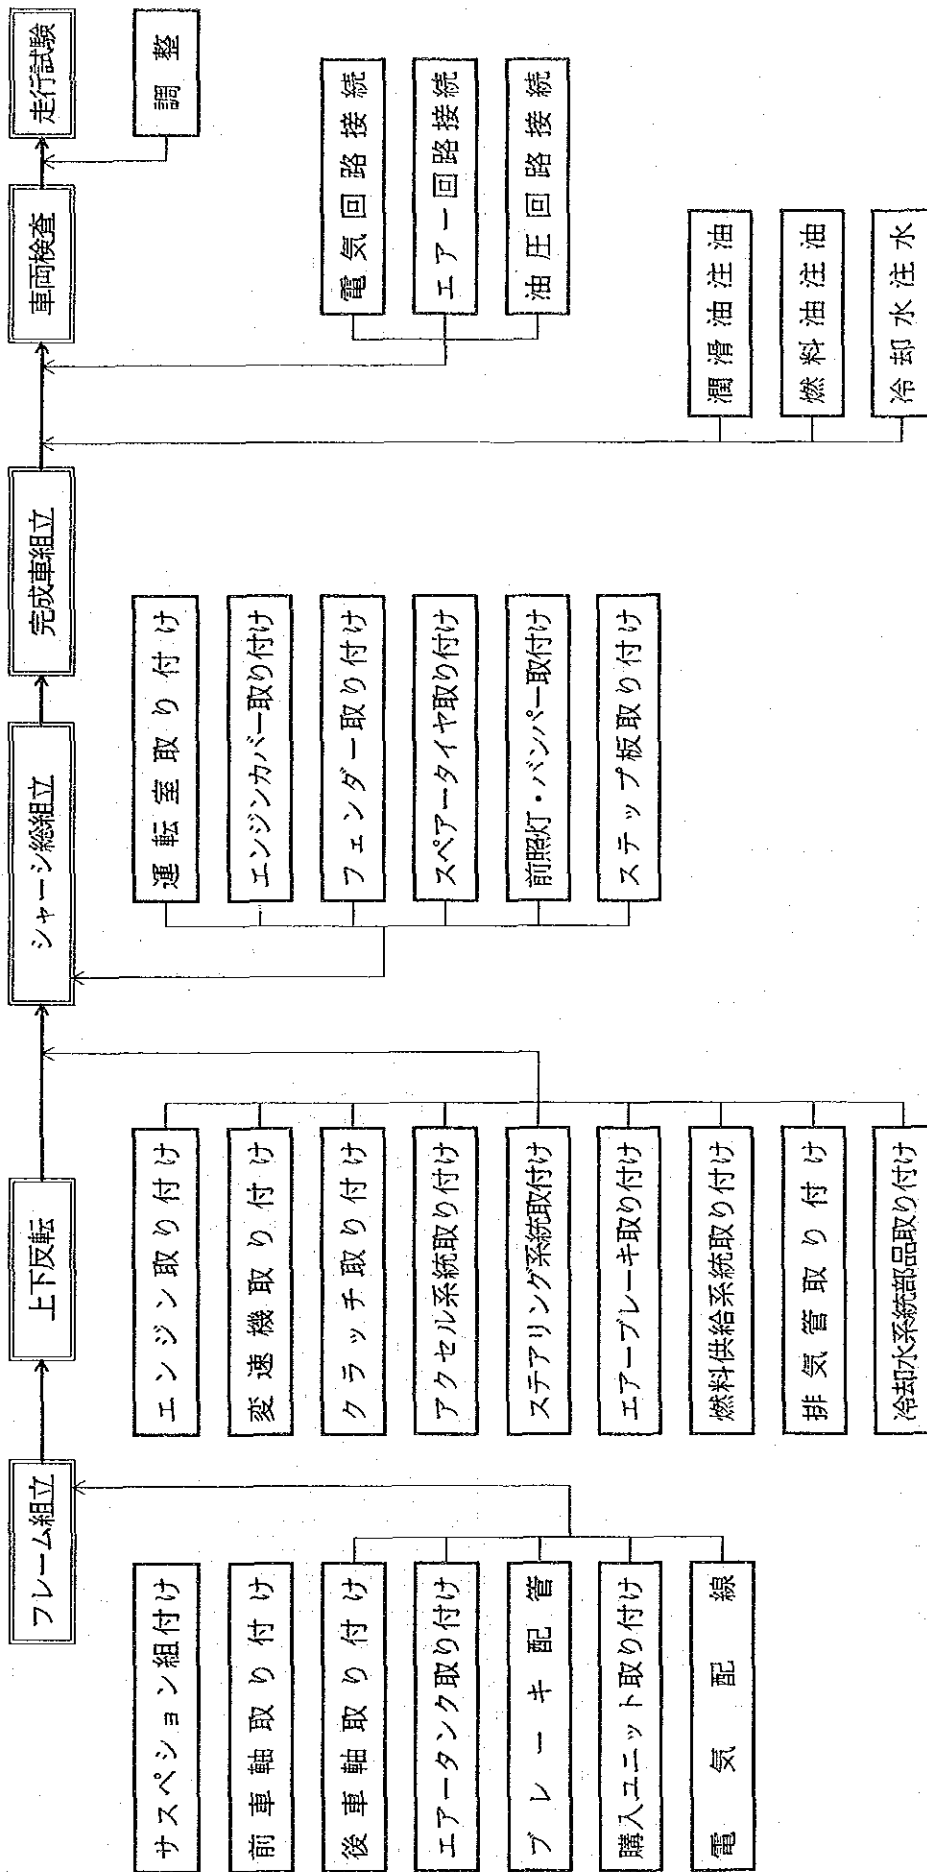 フレーム組立
上下反転
シャーシ総組立
完成車組立
車両検査
走行試験
サスペション組付け
前車軸取り付け
後車軸取り付け
エアータンク取り付け
ブレーキ配管
購入ユニット取り付け
電気配線
エンジン取り付け
変速機取り付け
クラッチ取り付け
アクセル系統取り付け
ステアリング系統取付け
エアーブレーキ取り付け
燃料供給系統取り付け
排気管取り付け
冷却水系統部品取り付け
運転室取り付け
エンジンカバー取り付け
フェンダー取り付け
スペアータイヤ取り付け
前照灯・バンパー取付け
ステップ板取り付け
潤滑油注油
燃料油注油
冷却水注水
電気回路接続
エアー回路接続
油圧回路接続
調整